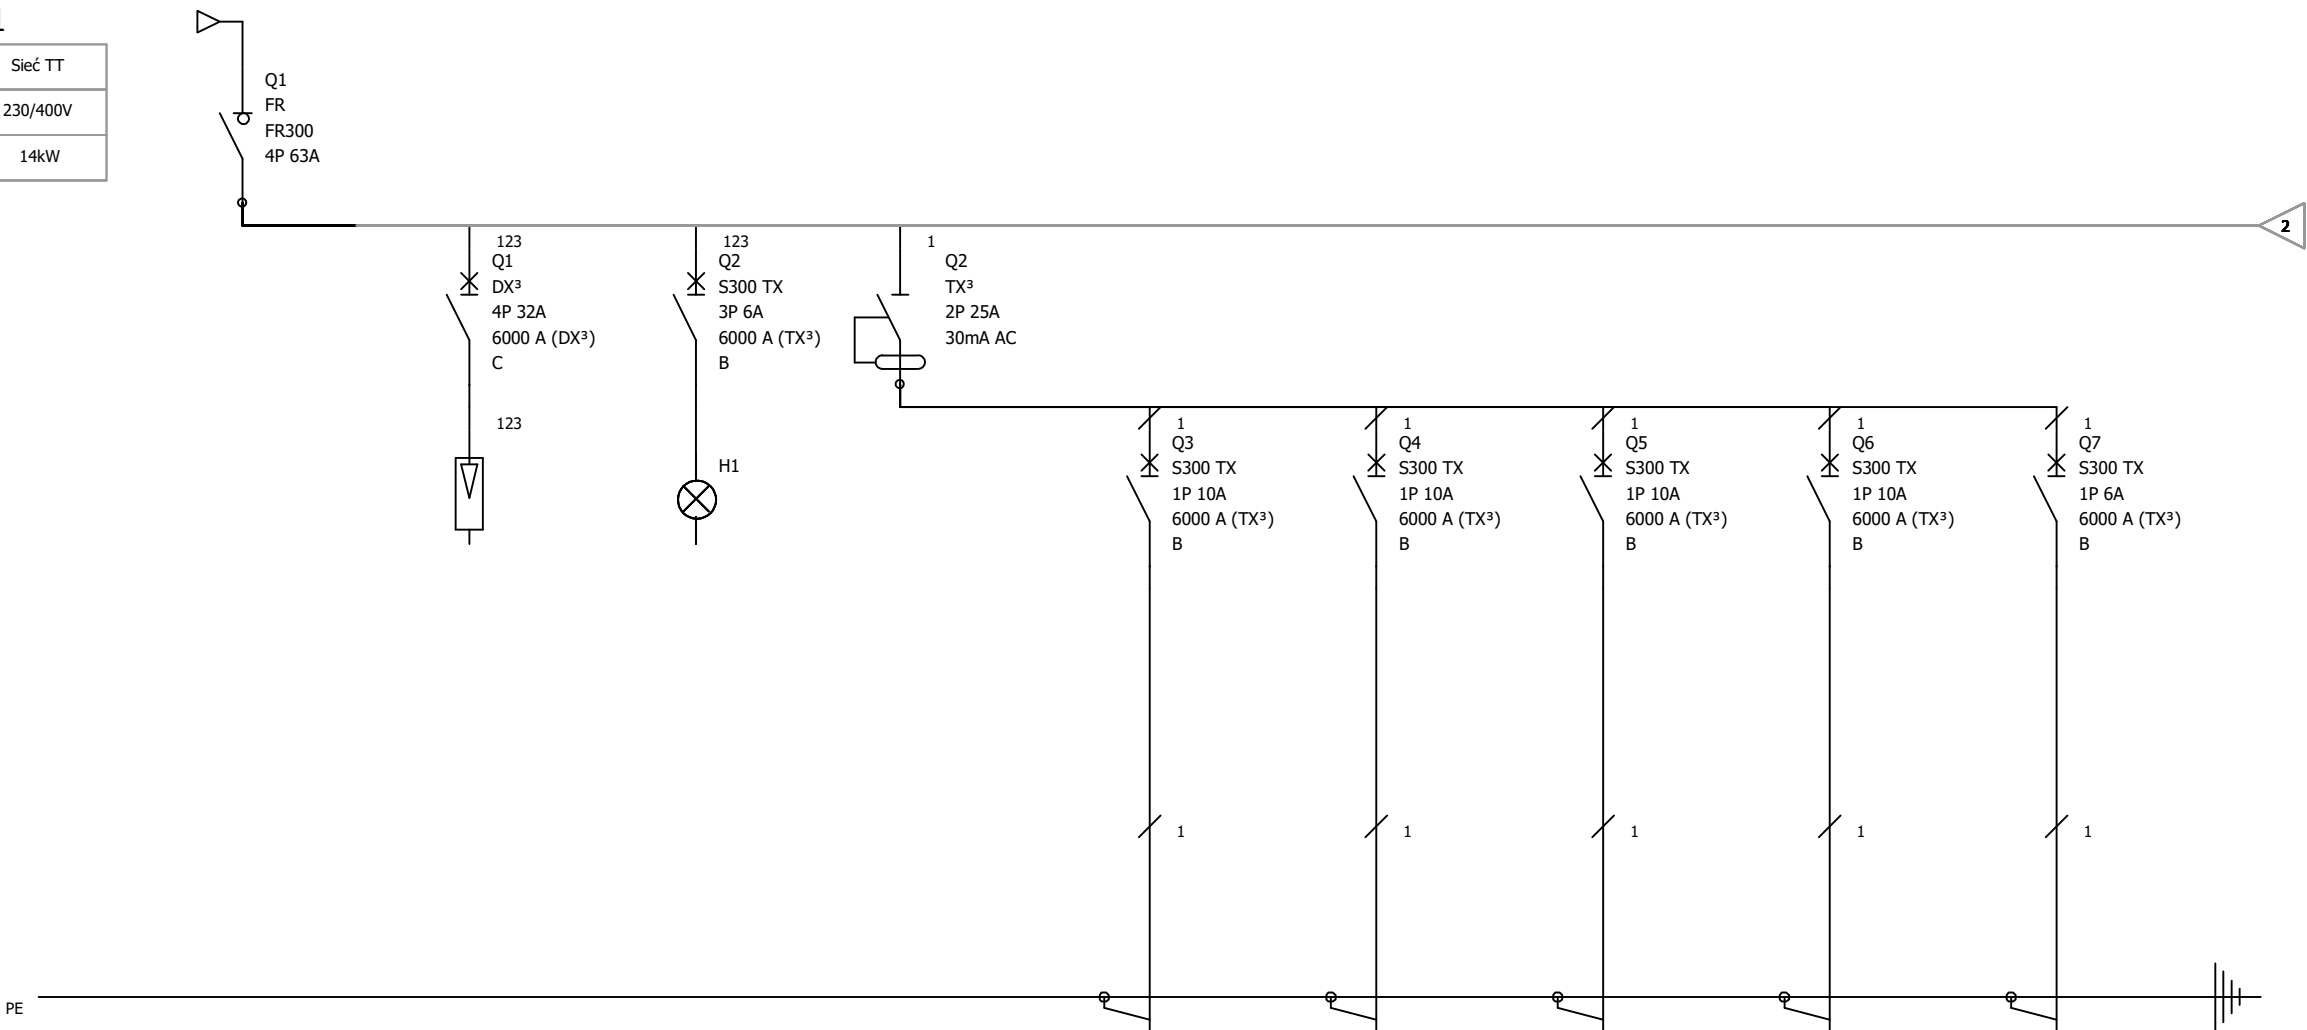 Sieć TT
230/400V
14kW
Q1
FR
FR300
4P 63A
2
123
Q1
DX³
4P 32A
6000 A (DX³)
C
123
123
Q2
S300 TX
3P 6A
6000 A (TX³)
B
H1
1
Q2
TX³
2P 25A
30mA AC
1
Q3
S300 TX
1P 10A
6000 A (TX³)
B
1
1
Q4
S300 TX
1P 10A
6000 A (TX³)
B
1
1
Q5
S300 TX
1P 10A
6000 A (TX³)
B
1
1
Q6
S300 TX
1P 10A
6000 A (TX³)
B
1
1
Q7
S300 TX
1P 6A
6000 A (TX³)
B
1
PE